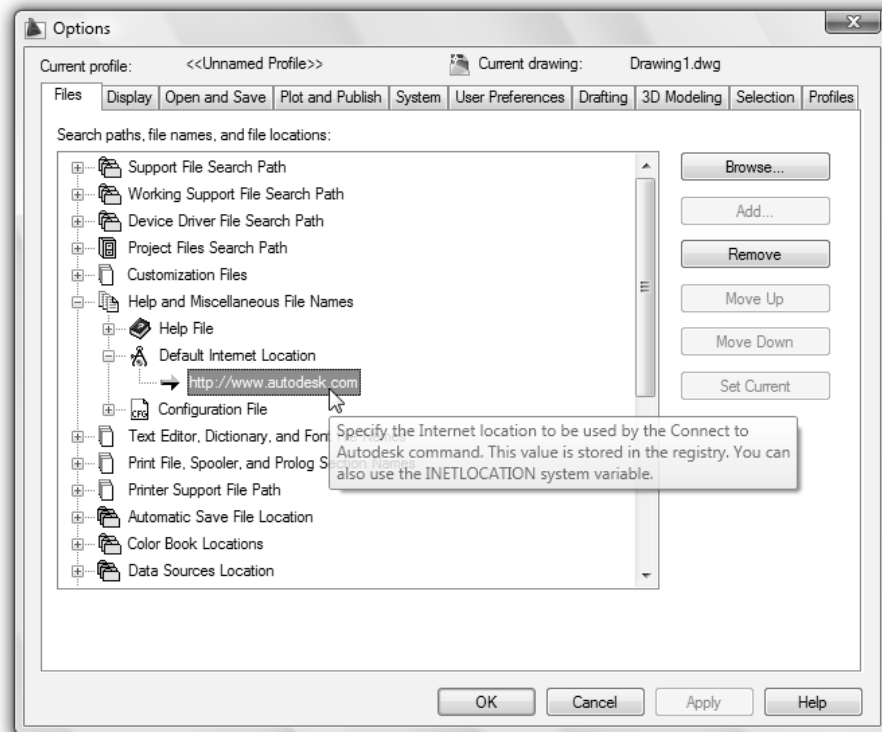 Options
Current profile: <<Unnamed Profile>> Current drawing: Drawing1.dwg
Files Display Open and Save Plot and Publish System User Preferences Drafting 3D Modeling Selection Profiles
Search paths, file names, and file locations:
Support File Search Path
Working Support File Search Path
Device Driver File Search Path
Project Files Search Path
Customization Files
Help and Miscellaneous File Names
Help File
Default Internet Location
http://www.autodesk.com
CFG Configuration File
Text Editor, Dictionary, and Font File Names
Print File, Spooler, and Prolog Section Names
Printer Support File Path
Automatic Save File Location
Color Book Locations
Data Sources Location
Specify the Internet location to be used by the Connect to
Autodesk command. This value is stored in the registry. You can
also use the INETLOCATION system variable.
Browse...
Add...
Remove
Move Up
Move Down
Set Current
OK Cancel Apply Help